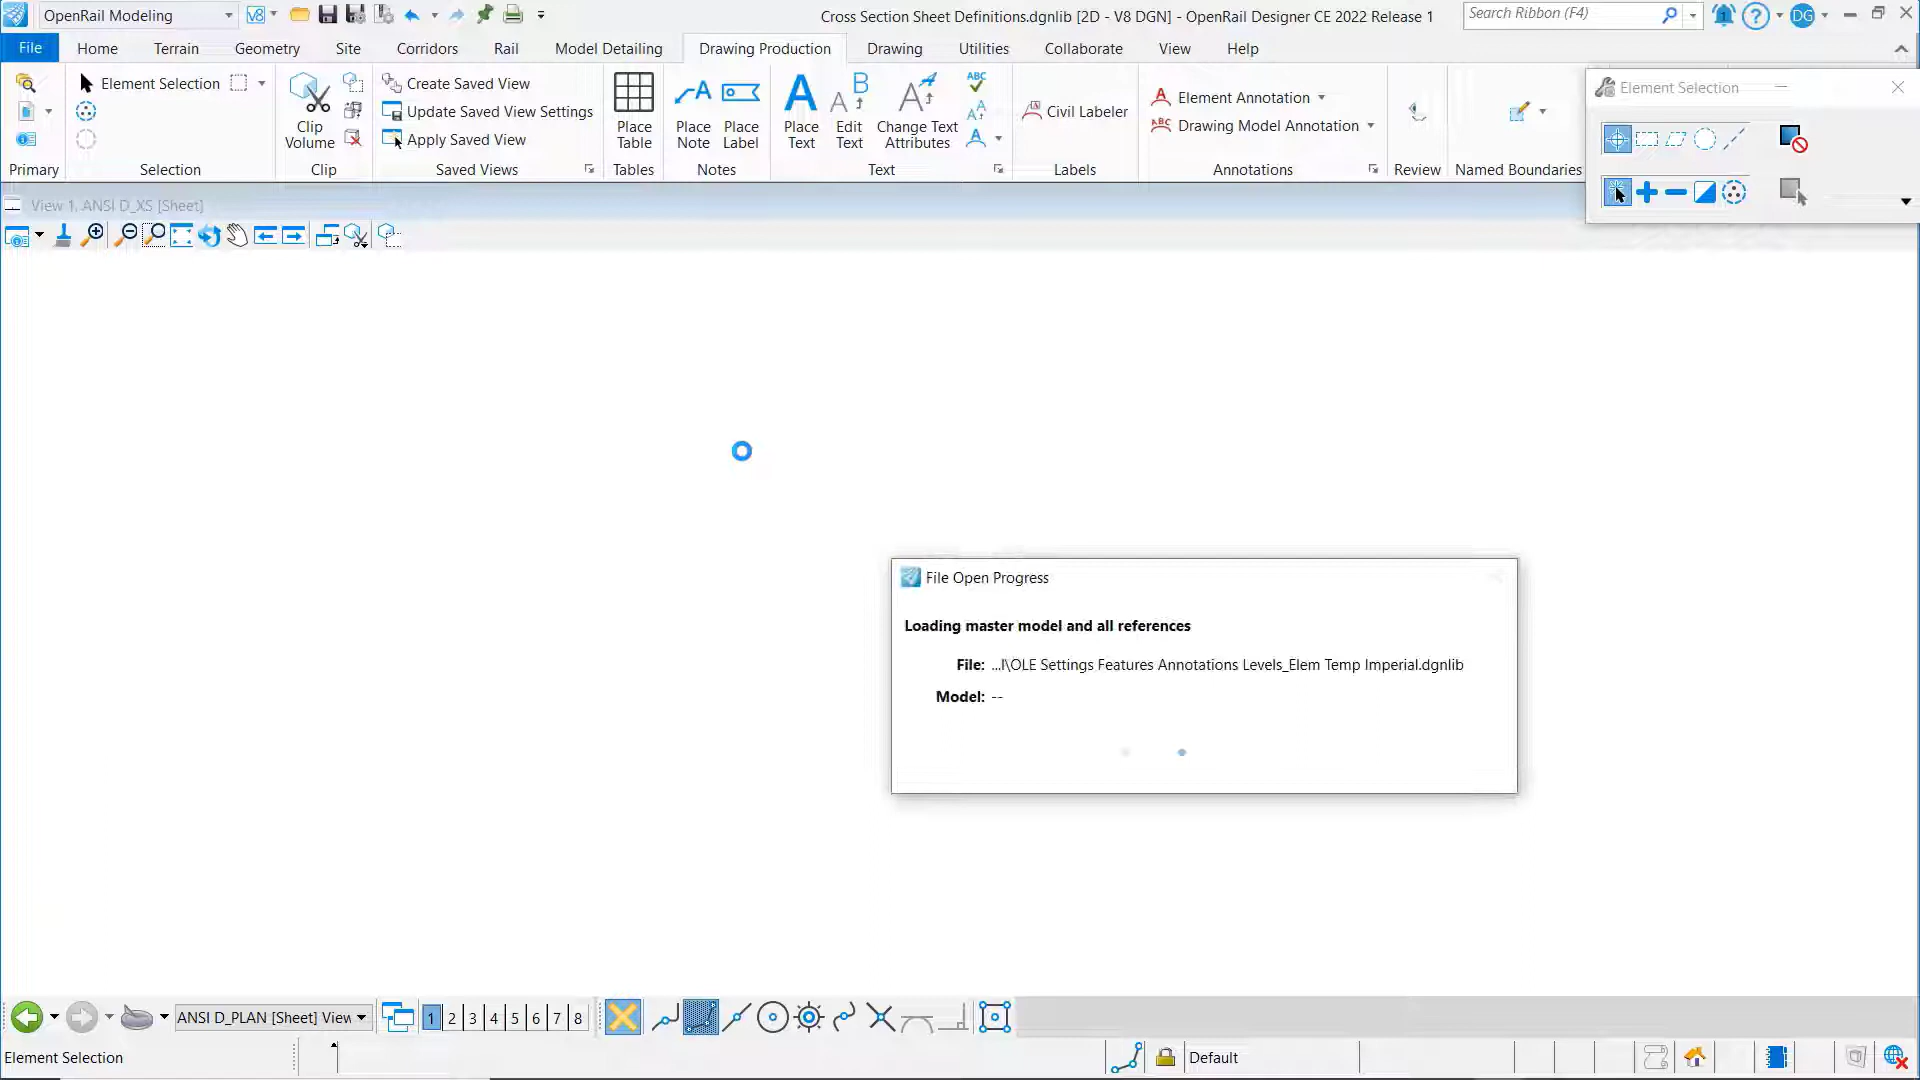 OpenRail Modeling
V8
Cross Section Sheet Definitions.dgnlib [2D - V8 DGN] - OpenRail Designer CE 2022 Release 1
Search Ribbon (F4)
1
DG
File
Home
Terrain
Geometry
Site
Corridors
Rail
Model Detailing
Drawing Production
Drawing
Utilities
Collaborate
View
Help
Element Selection
Clip
Volume
Create Saved View
Update Saved View Settings
Apply Saved View
Place
Table
Place
Note
Place
Label
Place
Text
Edit
Text
Change Text
Attributes
ABC
Civil Labeler
Element Annotation
ABC
Drawing Model Annotation
Primary
Selection
Clip
Saved Views
Tables
Notes
Text
Labels
Annotations
Review
Named Boundaries
Element Selection
View 1, ANSI D_XS [Sheet]
File Open Progress
Loading master model and all references
File: ...l\OLE Settings Features Annotations Levels_Elem Temp Imperial.dgnlib
Model: --
ANSI D_PLAN [Sheet] View
1 2 3 4 5 6 7 8
Element Selection
Default